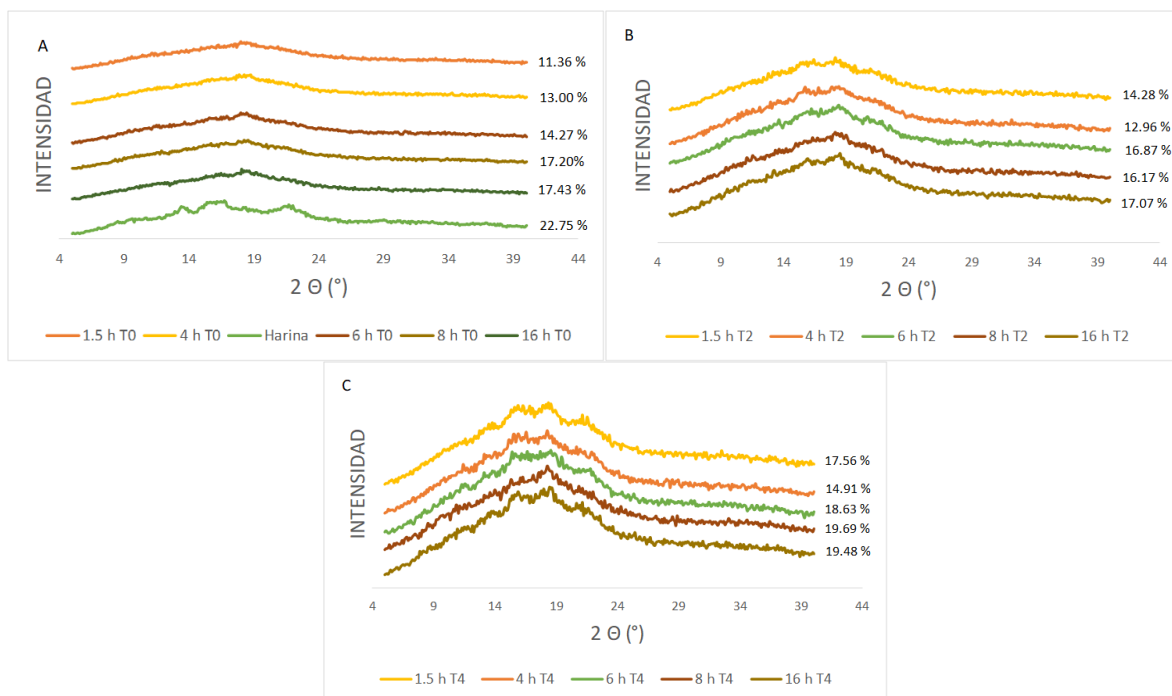 A
INTENSIDAD
11.36 %
13.00 %
14.27 %
17.20%
17.43 %
22.75 %
4 9 14 19 24 29 34 39 44
2 Θ (°)
1.5 h T0 4 h T0 Harina 6 h T0 8 h T0 16 h T0
B
INTENSIDAD
14.28 %
12.96 %
16.87 %
16.17 %
17.07 %
4 9 14 19 24 29 34 39 44
2 Θ (°)
1.5 h T2 4 h T2 6 h T2 8 h T2 16 h T2
C
INTENSIDAD
17.56 %
14.91 %
18.63 %
19.69 %
19.48 %
4 9 14 19 24 29 34 39 44
2 Θ (°)
1.5 h T4 4 h T4 6 h T4 8 h T4 16 h T4